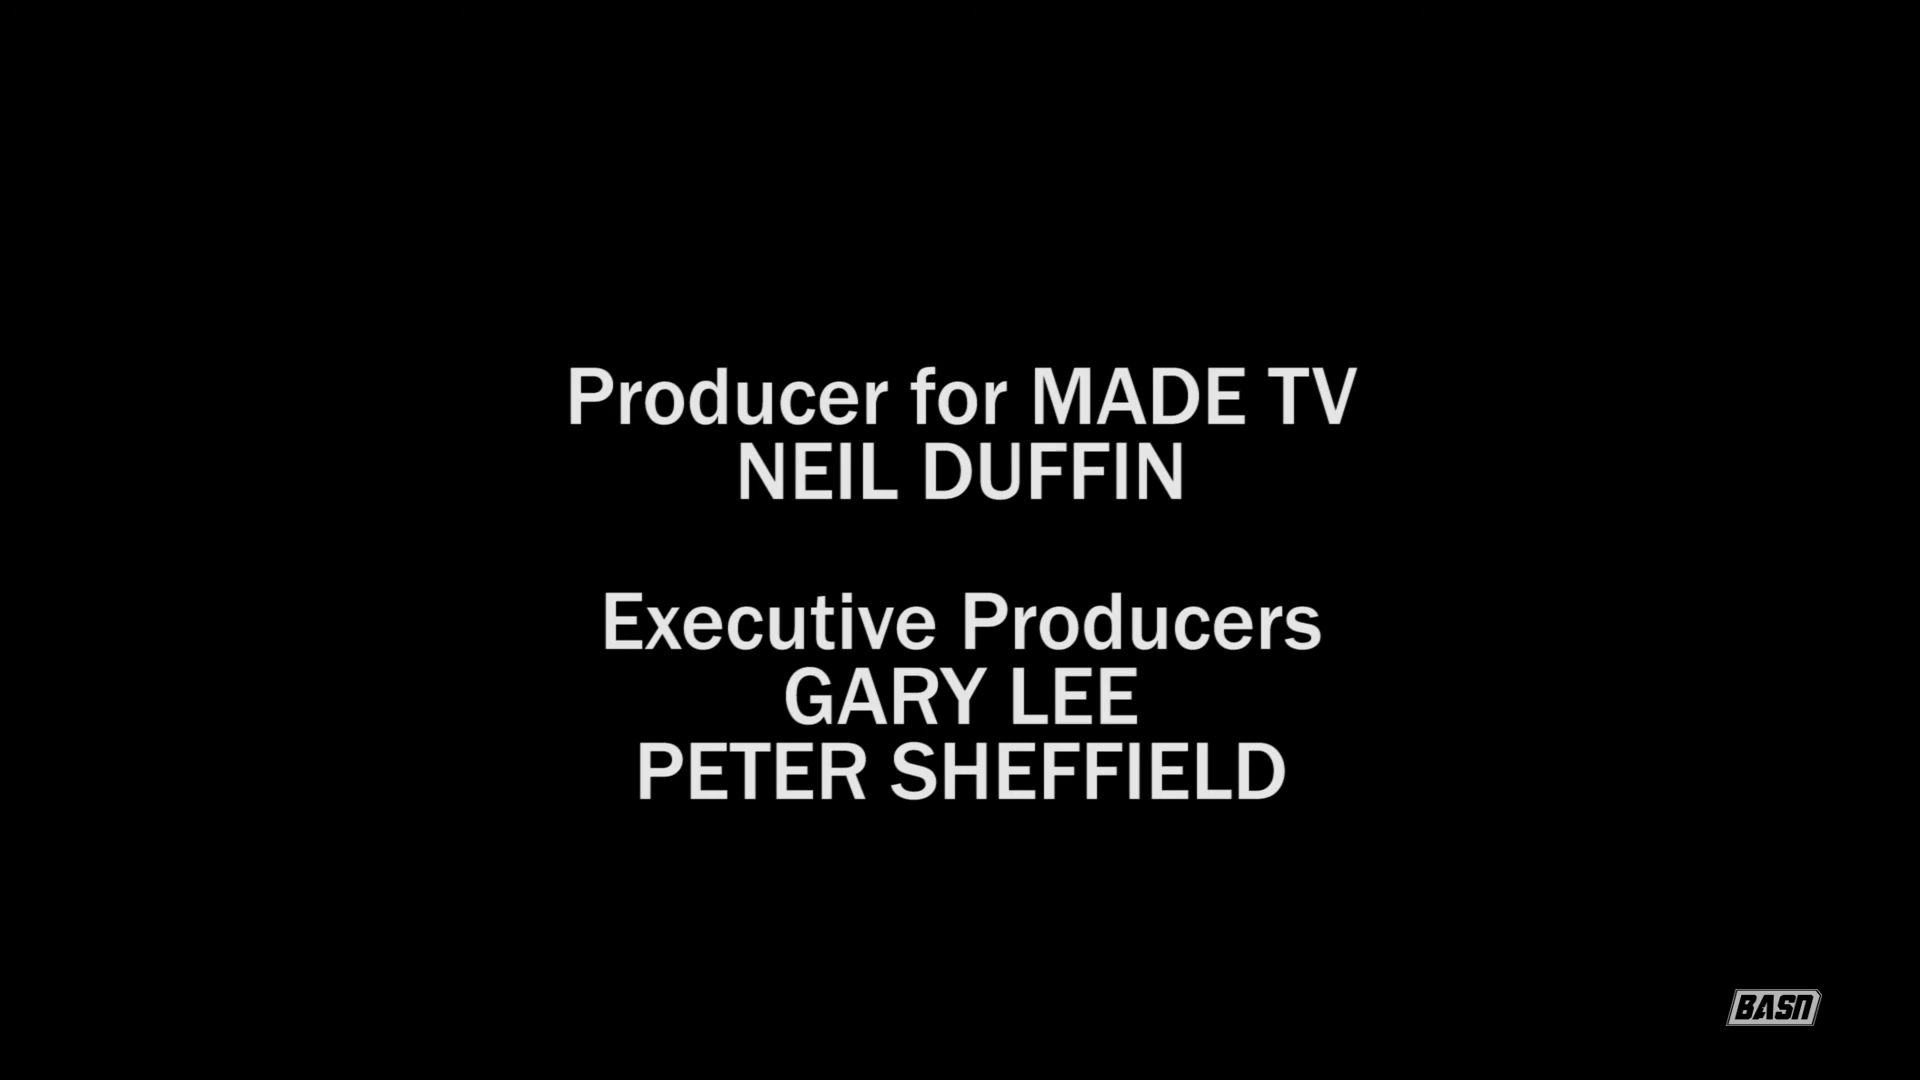 Producer for MADE TV
NEIL DUFFIN
Executive Producers
GARY LEE
PETER SHEFFIELD
BASN